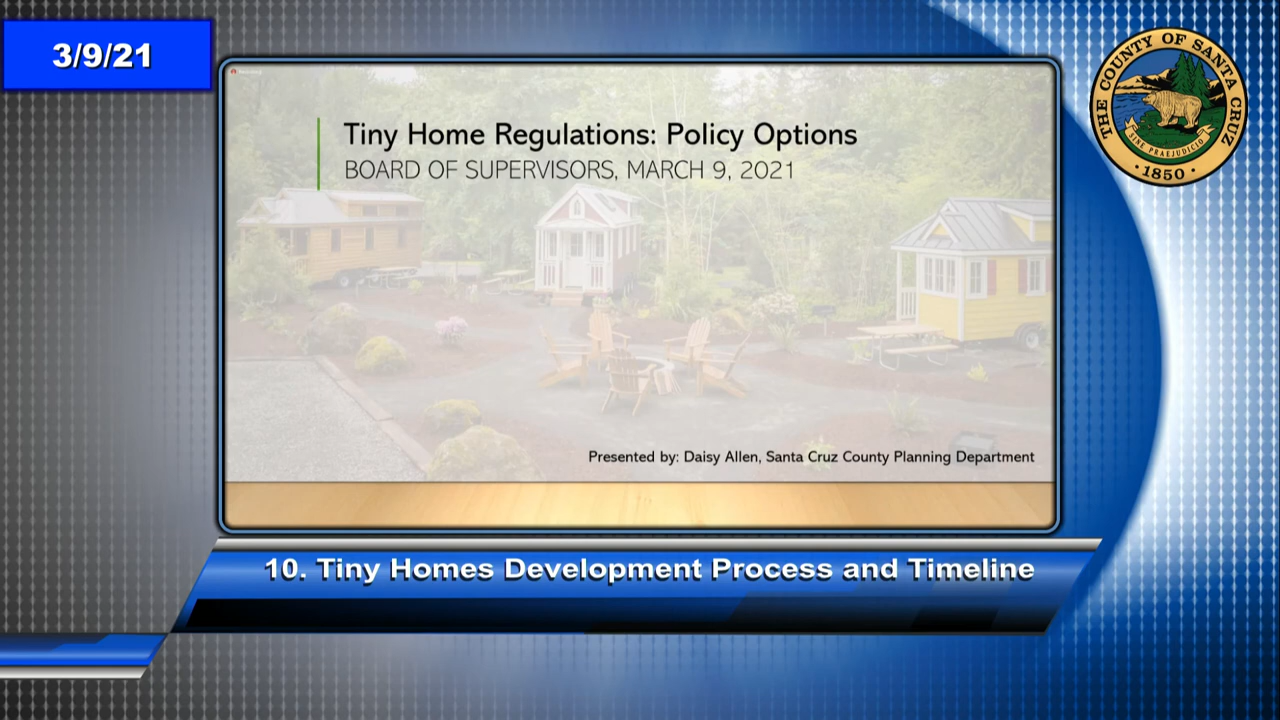 3/9/21
THE COUNTY OF SANTA CRUZ
SINE PRAEJUDICIO
• 1850 •
Tiny Home Regulations: Policy Options
BOARD OF SUPERVISORS, MARCH 9, 2021
Presented by: Daisy Allen, Santa Cruz County Planning Department
10. Tiny Homes Development Process and Timeline